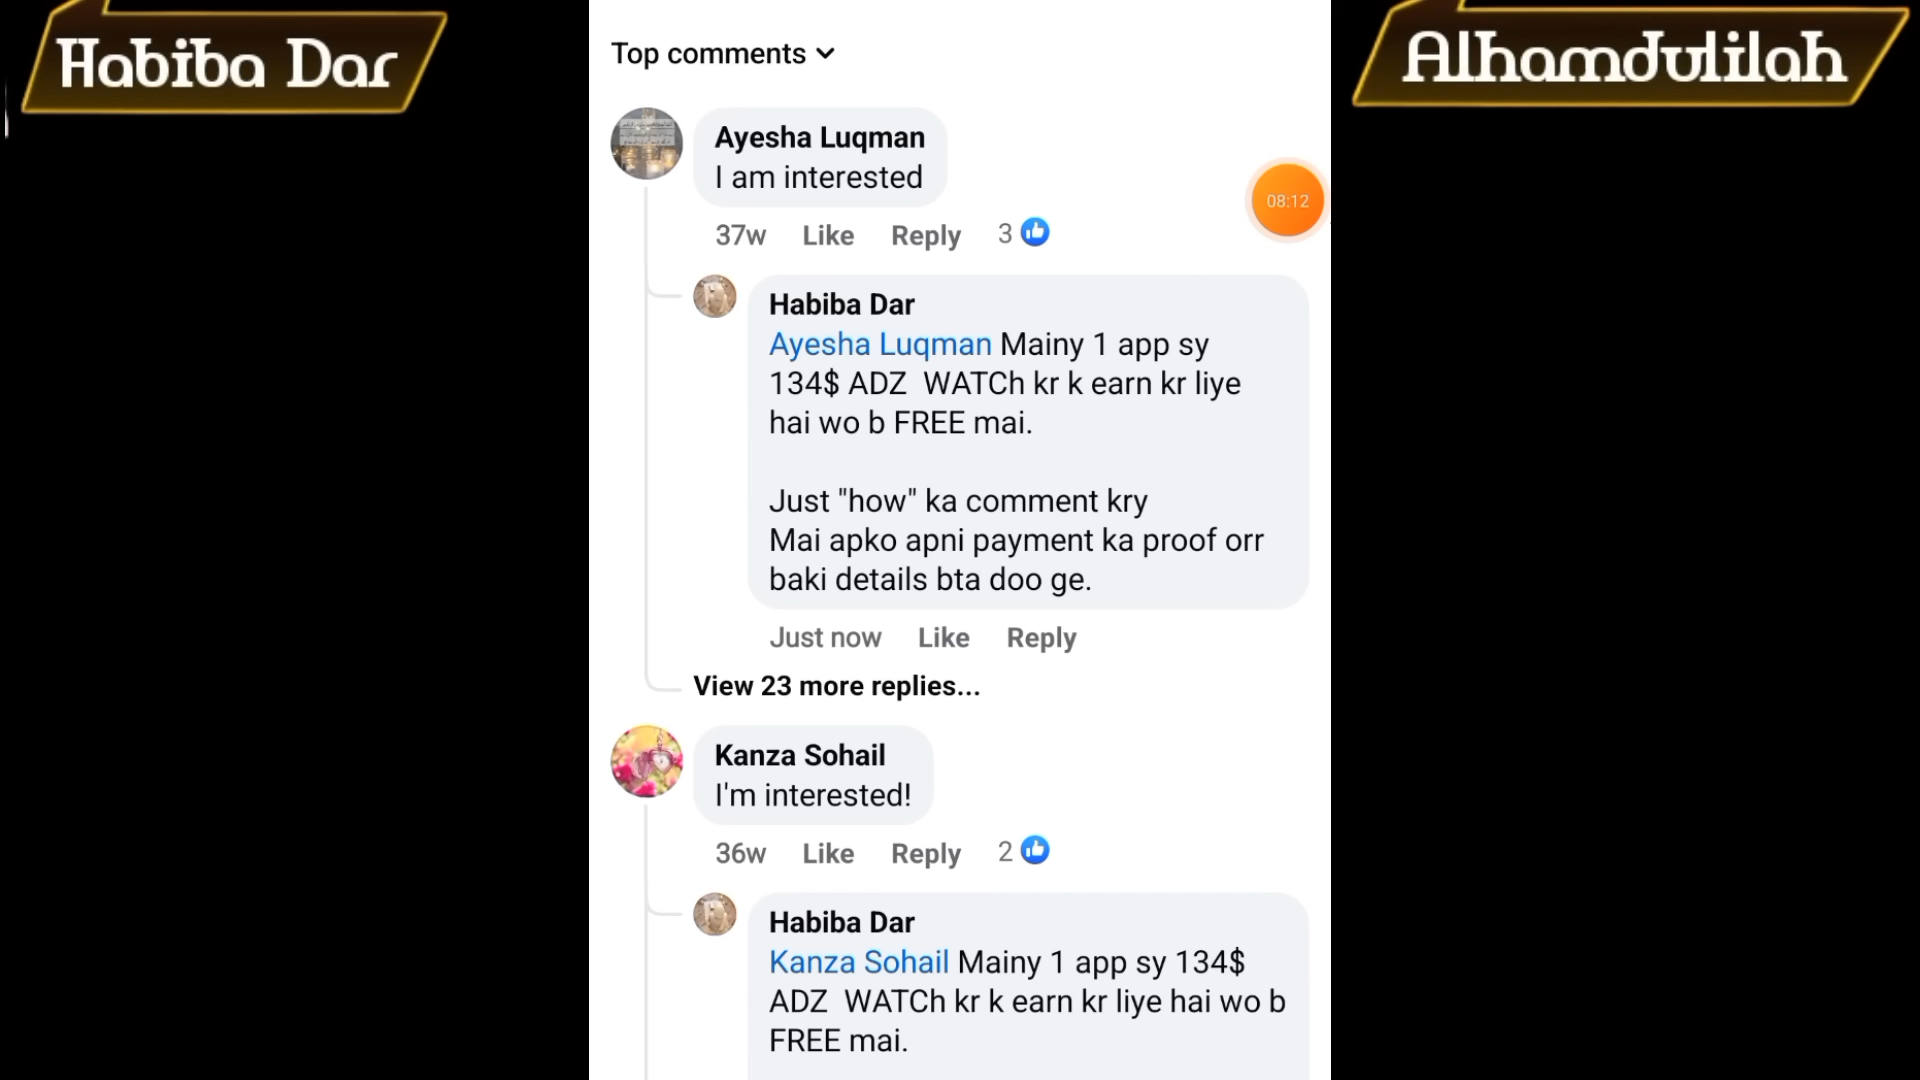 Habiba Dar
Alhamdulilah
Top comments
Ayesha Luqman
I am interested
08:12
37w Like Reply 3
Habiba Dar
Ayesha Luqman Mainy 1 app sy
134$ ADZ WATCh kr k earn kr liye
hai wo b FREE mai.
Just "how" ka comment kry
Mai apko apni payment ka proof orr
baki details bta doo ge.
Just now Like Reply
View 23 more replies...
Kanza Sohail
I'm interested!
36w Like Reply 2
Habiba Dar
Kanza Sohail Mainy 1 app sy 134$
ADZ WATCh kr k earn kr liye hai wo b
FREE mai.